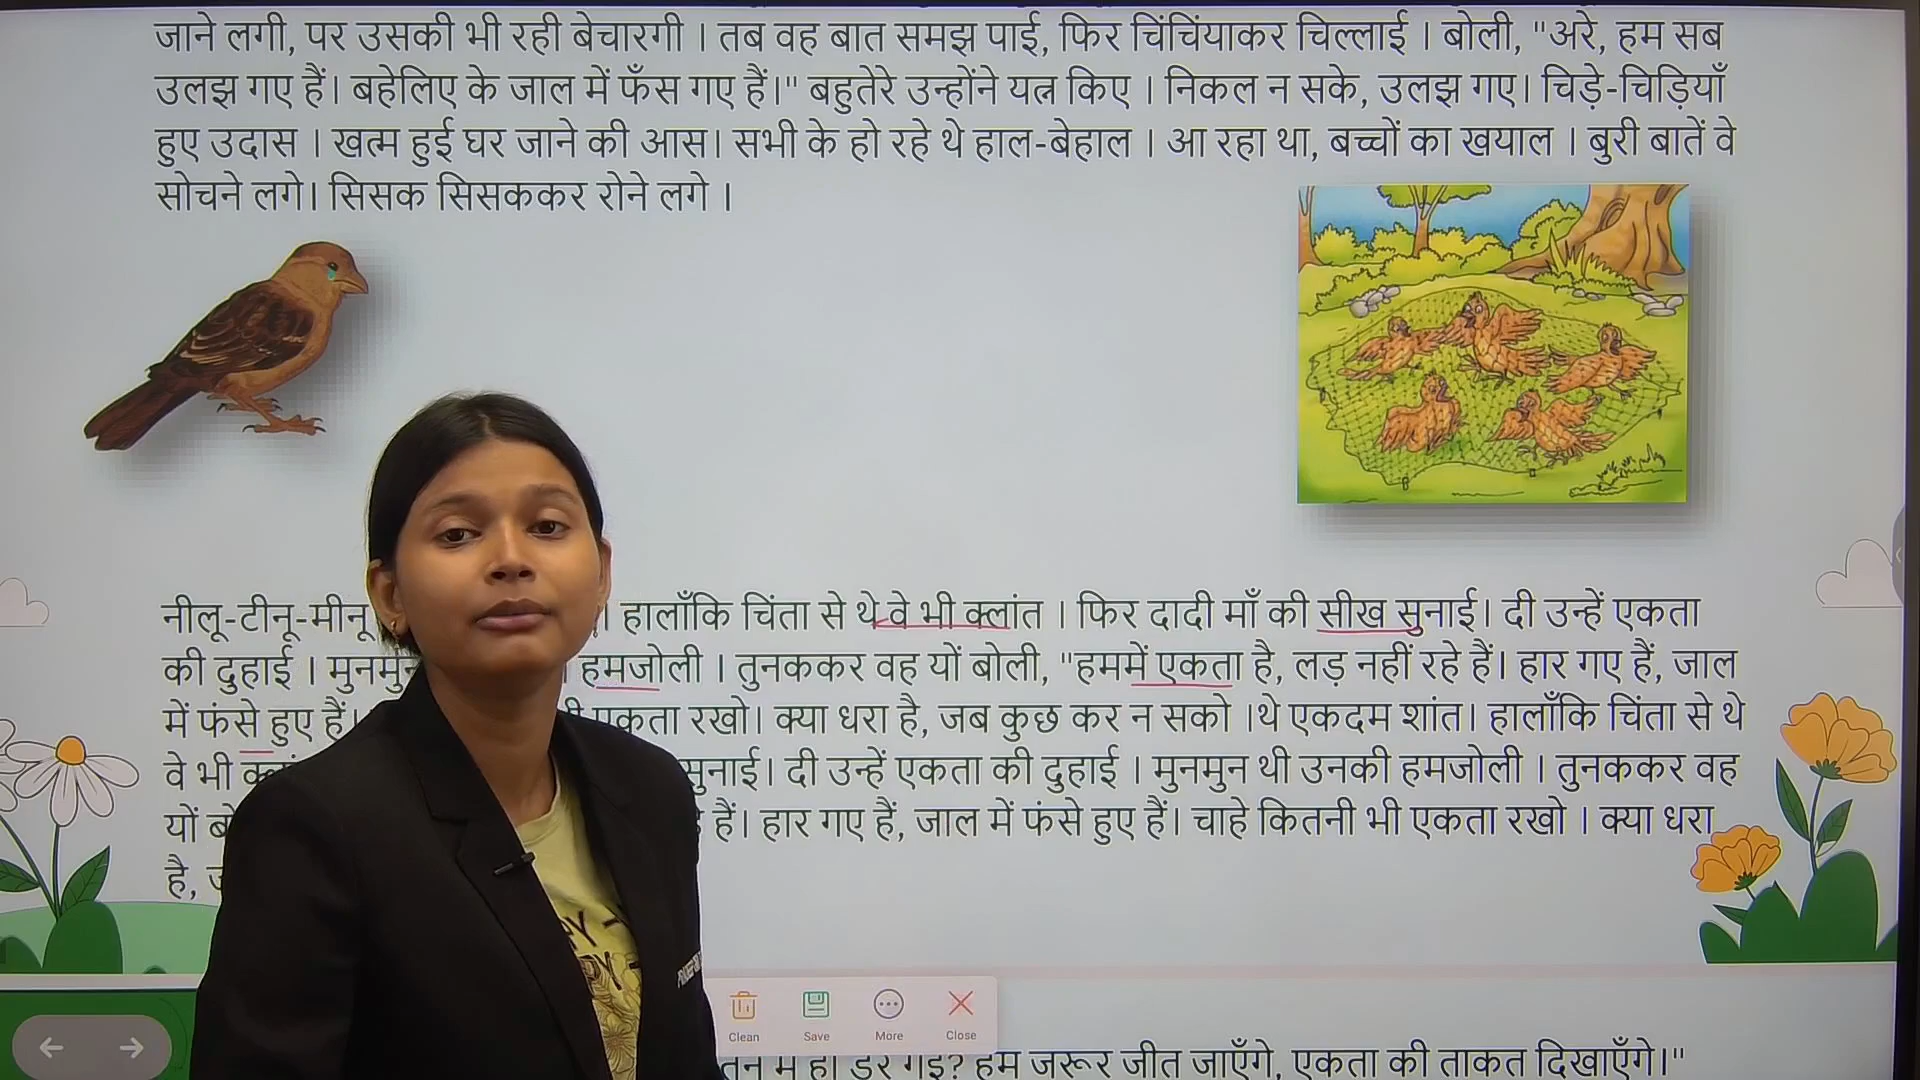 जाने लगी, पर उसकी भी रही बेचारगी । तब वह बात समझ पाई, फिर चिंचिंयाकर चिल्लाई । बोली, "अरे, हम सब
उलझ गए हैं। बहेलिए के जाल में फँस गए हैं।" बहुतेरे उन्होंने यत्न किए । निकल न सके, उलझ गए। चिड़े-चिड़ियाँ
हुए उदास । खत्म हुई घर जाने की आस। सभी के हो रहे थे हाल-बेहाल । आ रहा था, बच्चों का खयाल । बुरी बातें वे
सोचने लगे। सिसक सिसककर रोने लगे ।
नीलू-टीनू-मीनू । हालाँकि चिंता से थे वे भी क्लांत । फिर दादी माँ की सीख सुनाई। दी उन्हें एकता
की दुहाई । मुनमुन हमजोली । तुनककर वह यों बोली, "हममें एकता है, लड़ नहीं रहे हैं। हार गए हैं, जाल
में फंसे हुए हैं। एकता रखो। क्या धरा है, जब कुछ कर न सको ।थे एकदम शांत। हालाँकि चिंता से थे
वे भी सुनाई। दी उन्हें एकता की दुहाई । मुनमुन थी उनकी हमजोली । तुनककर वह
यों हैं। हार गए हैं, जाल में फंसे हुए हैं। चाहे कितनी भी एकता रखो । क्या धरा
है,
Clean Save More Close
डर गई? हम जरूर जीत जाएँगे, एकता की ताकत दिखाएँगे।"